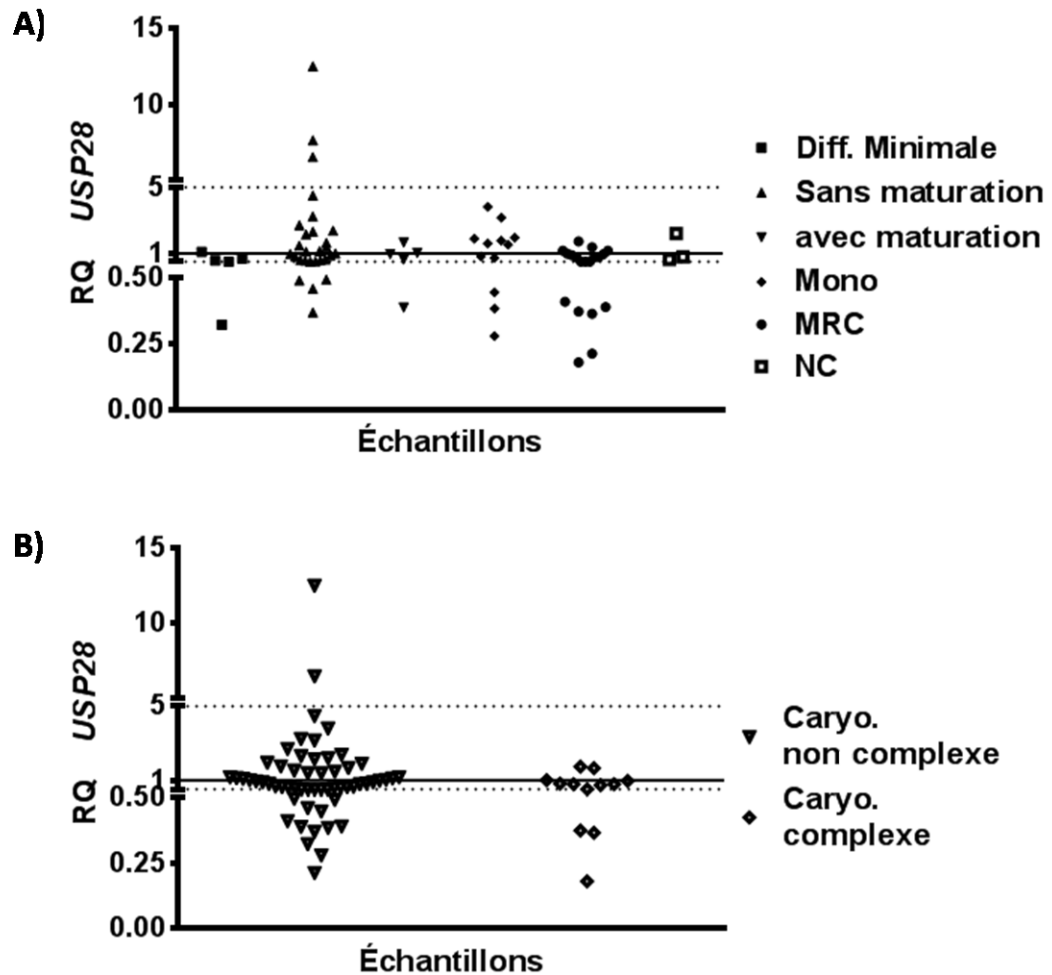 A)
15
10
5
1
0.50
0.25
0.00
RQ USP28
Échantillons
Diff. Minimale
Sans maturation
avec maturation
Mono
MRC
NC
B)
15
10
5
1
0.50
0.25
0.00
RQ USP28
Échantillons
Caryo.
non complexe
Caryo.
complexe